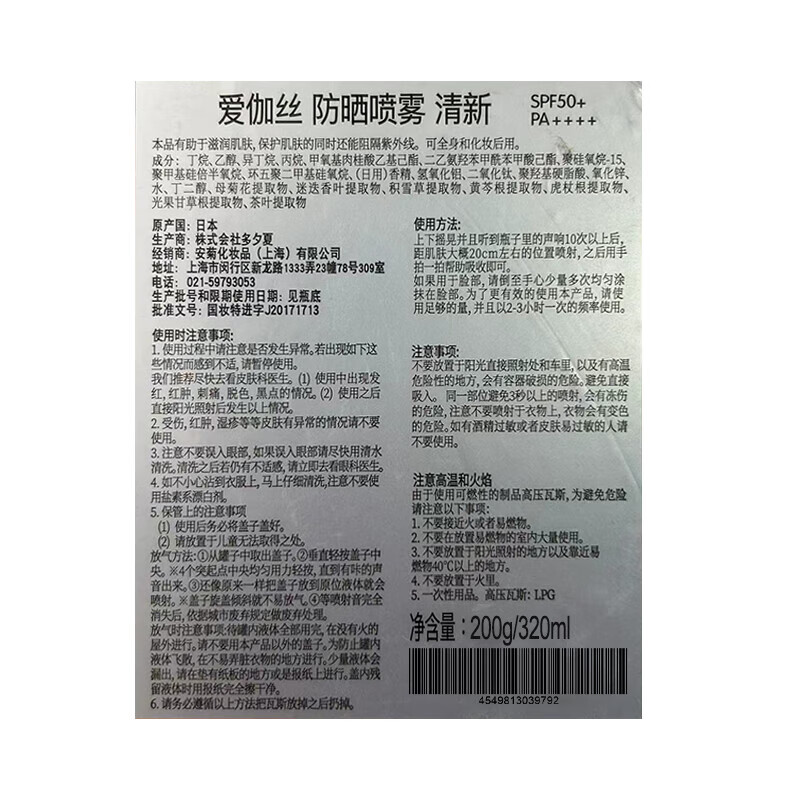 爱伽丝 防晒喷雾 清新
SPF50+
PA++++
本品有助于滋润肌肤,保护肌肤的同时还能阻隔紫外线。可全身和化妆后用。
成分：丁烷、乙醇、异丁烷、丙烷、甲氧基肉桂酸乙基己酯、二乙氨羟苯甲酰苯甲酸己酯、聚硅氧烷-15、
聚甲基硅倍半氧烷、环五聚二甲基硅氧烷、(日用)香精、氢氧化铝、二氧化钛、聚羟基硬脂酸、氧化锌、
水、丁二醇、母菊花提取物、迷迭香叶提取物、积雪草提取物、黄芩根提取物、虎杖根提取物、
光果甘草根提取物、茶叶提取物
原产国：日本
生产商：株式会社多夕夏
经销商：安菊化妆品（上海）有限公司
地址：上海市闵行区新龙路1333弄23幢78号309室
电话：021-59793053
生产批号和限期使用日期：见瓶底
批准文号：国妆特进字J20171713
使用时注意事项:
1. 使用过程中请注意是否发生异常。若出现如下这
些情况而感到不适,请暂停使用。
我们推荐尽快去看皮肤科医生。(1) 使用中出现发
红,红肿,刺痛,脱色,黑点的情况。(2) 使用之后
直接阳光照射后发生以上情况。
2. 受伤,红肿,湿疹等等皮肤有异常的情况请不要
使用。
3. 注意不要误入眼部,如果误入眼部请尽快用清水
清洗。清洗之后若仍有不适感,请立即去看眼科医生。
4. 如不小心沾到衣服上,马上仔细清洗,注意不要使
用盐素系漂白剂。
5. 保管上的注意事项
(1) 使用后务必将盖子盖好。
(2) 请放置于儿童无法取得之处。
放气方法:①从罐子中取出盖子。②垂直轻按盖子中
央。※4个突起点中央均匀用力轻按,直到有咔的声
音出来。③还像原来一样把盖子放到原位液体就会
喷射。※盖子旋盖倾斜就不易放气。④等喷射音完全
消失后,依据城市废弃规定做废弃处理。
放气时注意事项:待罐内液体全部用完,在没有火的
屋外进行。请不要用本产品以外的盖子。为防止罐内
液体飞散,在不易弄脏衣物的地方进行。少量液体会
漏出,请在垫有纸板的地方或是报纸上进行。盖内残
留液体时用报纸完全擦干净。
6. 请务必遵循以上方法把瓦斯放掉之后扔掉。
使用方法:
上下摇晃并且听到瓶子里的声响10次以上后,
距肌肤大概20cm左右的位置喷射,之后用手
拍一拍帮助吸收即可。
如果用于脸部,请倒至手心少量多次均匀涂
抹在脸部。为了更有效的使用本产品,请使
用足够的量,并且以2-3小时一次的频率使用。
注意事项:
不要放置于阳光直接照射处和车里,以及有高温
危险性的地方,会有容器破损的危险。避免直接
吸入。同一部位避免3秒以上的喷射,会有冻伤
的危险,注意不要喷射于衣物上,衣物会有变色
的危险。如有酒精过敏或者皮肤易过敏的人请
不要使用。
注意高温和火焰
由于使用可燃性的制品高压瓦斯,为避免危险
请注意以下事项:
1. 不要接近火或者易燃物。
2. 不要在放置易燃物的室内大量使用。
3. 不要放置于阳光照射的地方以及靠近易
燃物40℃以上的地方。
4. 不要放置于火里。
5. 一次性用品。高压瓦斯: LPG
净含量：200g/320ml
4549813039792